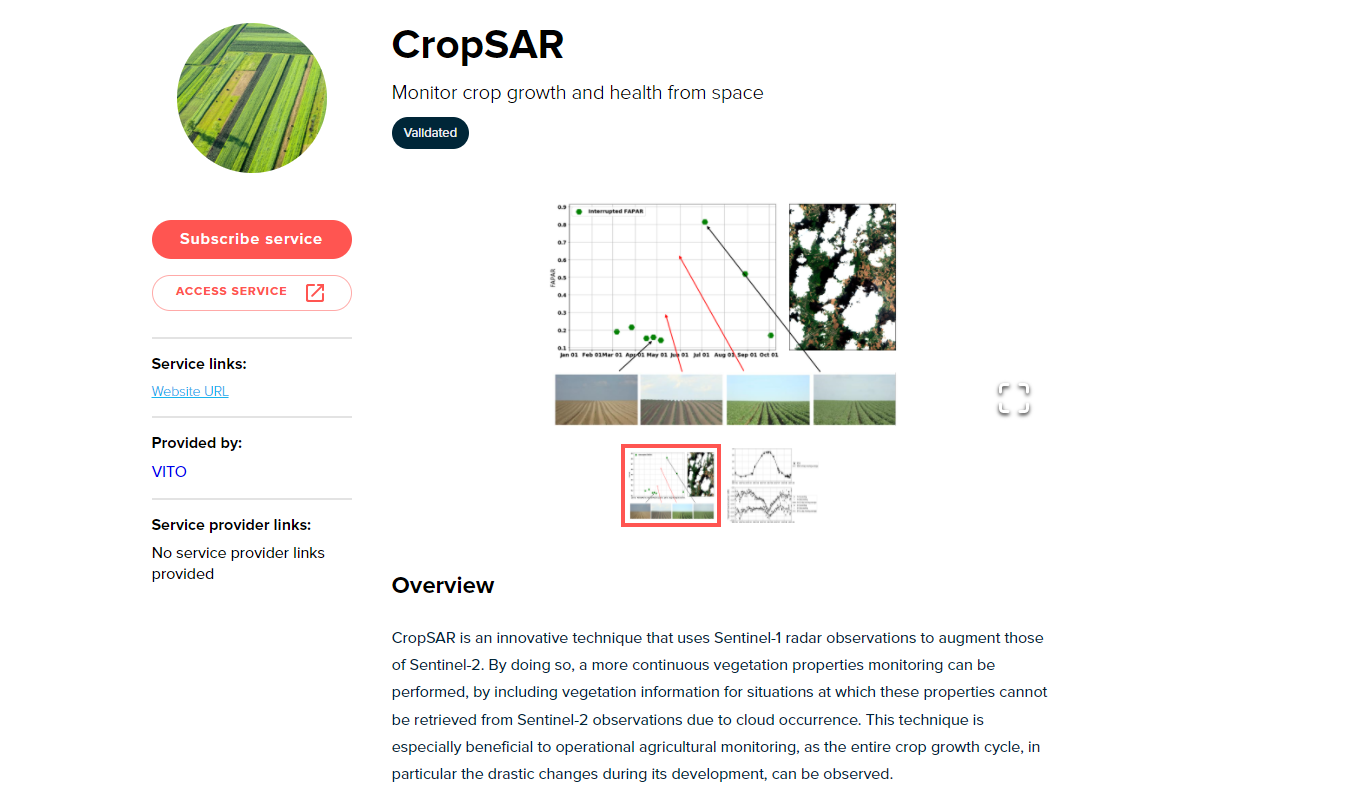 CropSAR
Monitor crop growth and health from space
Validated
Subscribe service
ACCESS SERVICE
Service links:
Website URL
Provided by:
VITO
Service provider links:
No service provider links
provided
0.9
Interrupted FAPAR
0.8
0.7
0.6
0.5
0.4
0.3
0.2
0.1
FAPAR
Jan 01 Feb 01 Mar 01 Apr 01 May 01 Jun 01 Jul 01 Aug 01 Sep 01 Oct 01
Overview
CropSAR is an innovative technique that uses Sentinel-1 radar observations to augment those
of Sentinel-2. By doing so, a more continuous vegetation properties monitoring can be
performed, by including vegetation information for situations at which these properties cannot
be retrieved from Sentinel-2 observations due to cloud occurrence. This technique is
especially beneficial to operational agricultural monitoring, as the entire crop growth cycle, in
particular the drastic changes during its development, can be observed.